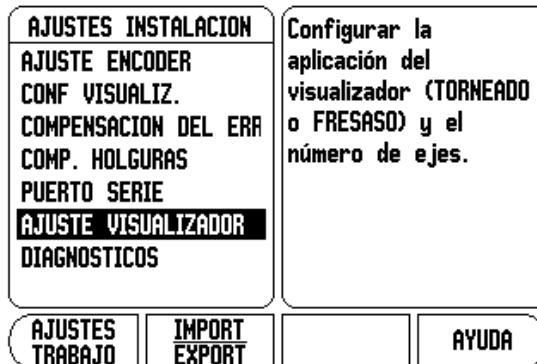 AJUSTES INSTALACION
AJUSTE ENCODER
CONF VISUALIZ.
COMPENSACION DEL ERR
COMP. HOLGURAS
PUERTO SERIE
AJUSTE VISUALIZADOR
DIAGNOSTICOS
Configurar la
aplicación del
visualizador (TORNEADO
o FRESASO) y el
número de ejes.
AJUSTES
TRABAJO
IMPORT
EXPORT
AYUDA